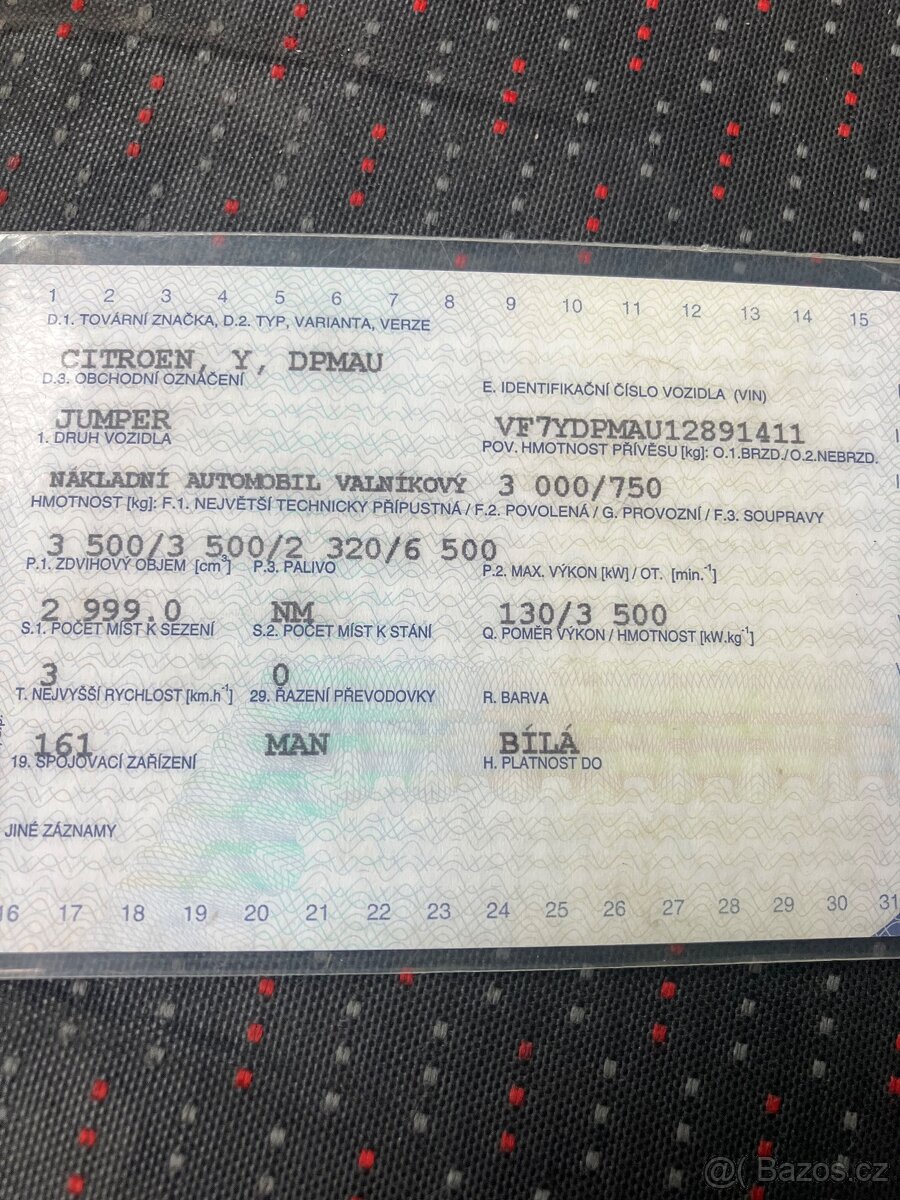 1 2 3 4 5 6 7 8 9 10 11 12 13 14 15
D.1. TOVÁRNÍ ZNAČKA, D.2. TYP, VARIANTA, VERZE
CITROEN, Y, DPMAU
D.3. OBCHODNÍ OZNAČENÍ E. IDENTIFIKAČNÍ ČÍSLO VOZIDLA (VIN)
JUMPER VF7YDPMAU12891411
1. DRUH VOZIDLA POV. HMOTNOST PŘÍVĚSU [kg]: O.1.BRZD./O.2.NEBRZD.
NÁKLADNÍ AUTOMOBIL VALNÍKOVÝ 3 000/750
HMOTNOST [kg]: F.1. NEJVĚTŠÍ TECHNICKY PŘÍPUSTNÁ / F.2. POVOLENÁ / G. PROVOZNÍ / F.3. SOUPRAVY
3 500/3 500/2 320/6 500
P.1. ZDVIHOVÝ OBJEM [cm³] P.3. PALIVO P.2. MAX. VÝKON [kW] / OT. [min.⁻¹]
2 999.0 NM 130/3 500
S.1. POČET MÍST K SEZENÍ S.2. POČET MÍST K STÁNÍ Q. POMĚR VÝKON / HMOTNOST [kW.kg⁻¹]
3 0
T. NEJVYŠŠÍ RYCHLOST [km.h⁻¹] 29. ŘAZENÍ PŘEVODOVKY R. BARVA
161 MAN BÍLÁ
19. SPOJOVACÍ ZAŘÍZENÍ H. PLATNOST DO
JINÉ ZÁZNAMY
16 17 18 19 20 21 22 23 24 25 26 27 28 29 30 31
@( Bazos.cz